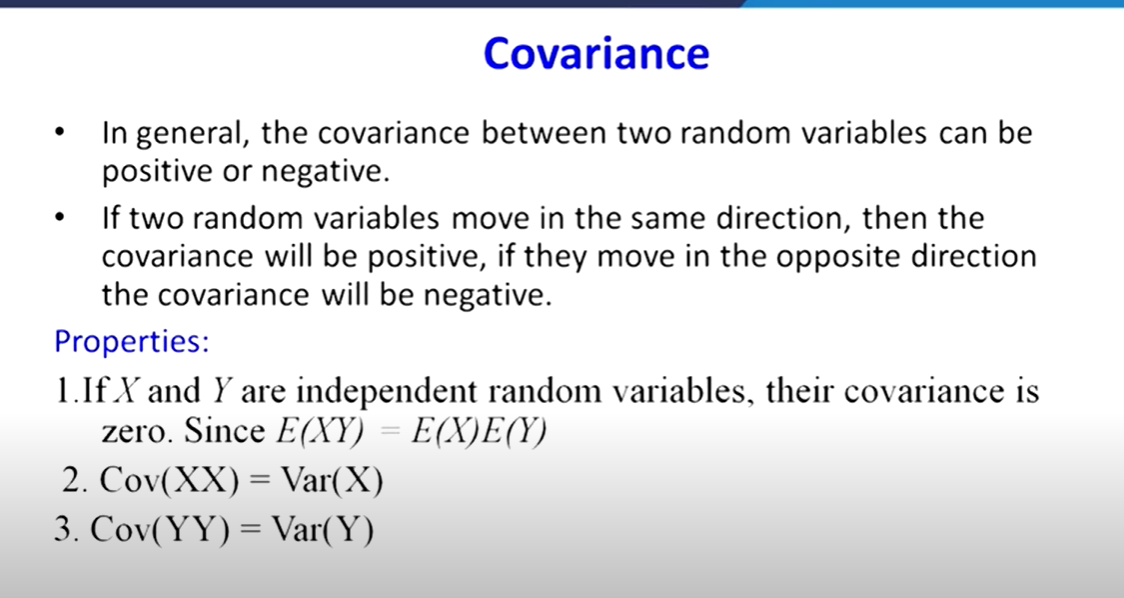 Covariance
• In general, the covariance between two random variables can be
positive or negative.
• If two random variables move in the same direction, then the
covariance will be positive, if they move in the opposite direction
the covariance will be negative.
Properties:
1.If X and Y are independent random variables, their covariance is
zero. Since E(XY) = E(X)E(Y)
2. Cov(XX) = Var(X)
3. Cov(YY) = Var(Y)